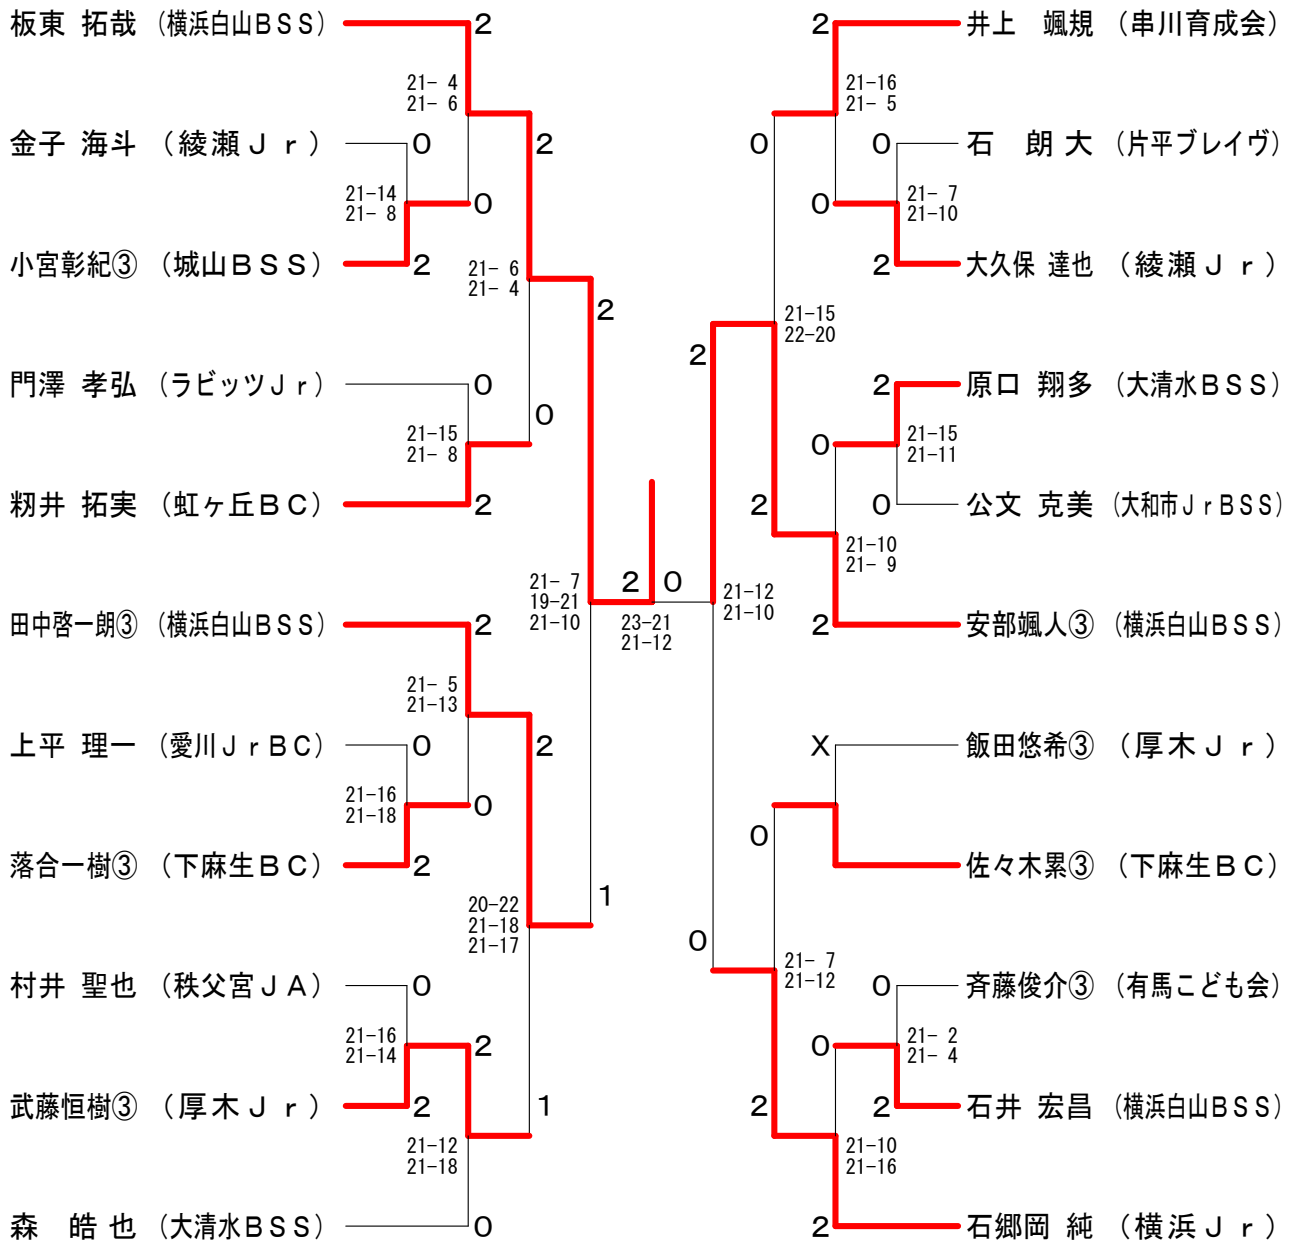 板東 拓哉 (横浜白山BSS) 2
21- 4
21- 6
金子 海斗 (綾瀬Jr) 0 2
21-14
21- 8
0
小宮彰紀③ (城山BSS) 2
21- 6
21- 4
2
門澤 孝弘 (ラビッツJr) 0
0
21-15
21- 8
籾井 拓実 (虹ヶ丘BC) 2
21- 7
19-21
21-10
田中啓一朗③ (横浜白山BSS) 2
21- 5
21-13
上平 理一 (愛川JrBC) 0 2
21-16
21-18
0
落合一樹③ (下麻生BC) 2
1
20-22
21-18
21-17
村井 聖也 (秩父宮JA) 0
21-16
21-14
2
武藤恒樹③ (厚木Jr) 2 1
21-12
21-18
森 皓也 (大清水BSS) 0
2 0
23-21
21-12
2 井上 颯規 (串川育成会)
21-16
21- 5
0 0 石 朗大 (片平ブレイヴ)
0
21- 7
21-10
2 大久保 達也 (綾瀬Jr)
21-15
22-20
2
2 原口 翔多 (大清水BSS)
0
21-15
21-11
2 0 公文 克美 (大和市JrBSS)
21-10
21- 9
21-12
21-10
2 安部颯人③ (横浜白山BSS)
X 飯田悠希③ (厚木Jr)
0
佐々木累③ (下麻生BC)
0
21- 7
21-12
0 斉藤俊介③ (有馬こども会)
0
21- 2
21- 4
2 2 石井 宏昌 (横浜白山BSS)
21-10
21-16
2 石郷岡 純 (横浜Jr)